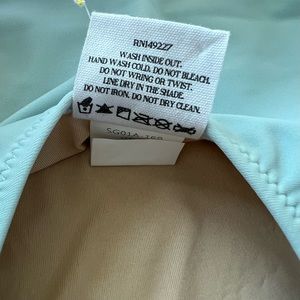 RN149227
WASH INSIDE OUT.
HAND WASH COLD. DO NOT BLEACH.
DO NOT WRING OR TWIST.
LINE DRY IN THE SHADE.
DO NOT IRON. DO NOT DRY CLEAN.
SG01A